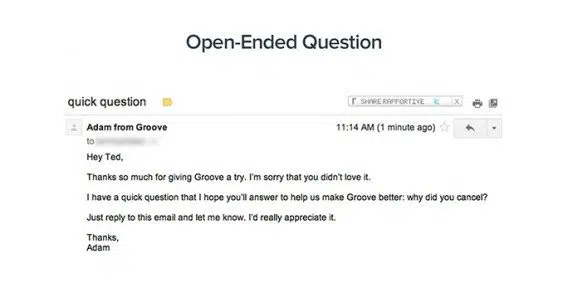 Open-Ended Question
quick question
SHARE RAPPORTIVE
X
Adam from Groove
11:14 AM (1 minute ago)
to
Hey Ted,
Thanks so much for giving Groove a try. I'm sorry that you didn't love it.
I have a quick question that I hope you'll answer to help us make Groove better: why did you cancel?
Just reply to this email and let me know. I'd really appreciate it.
Thanks,
Adam